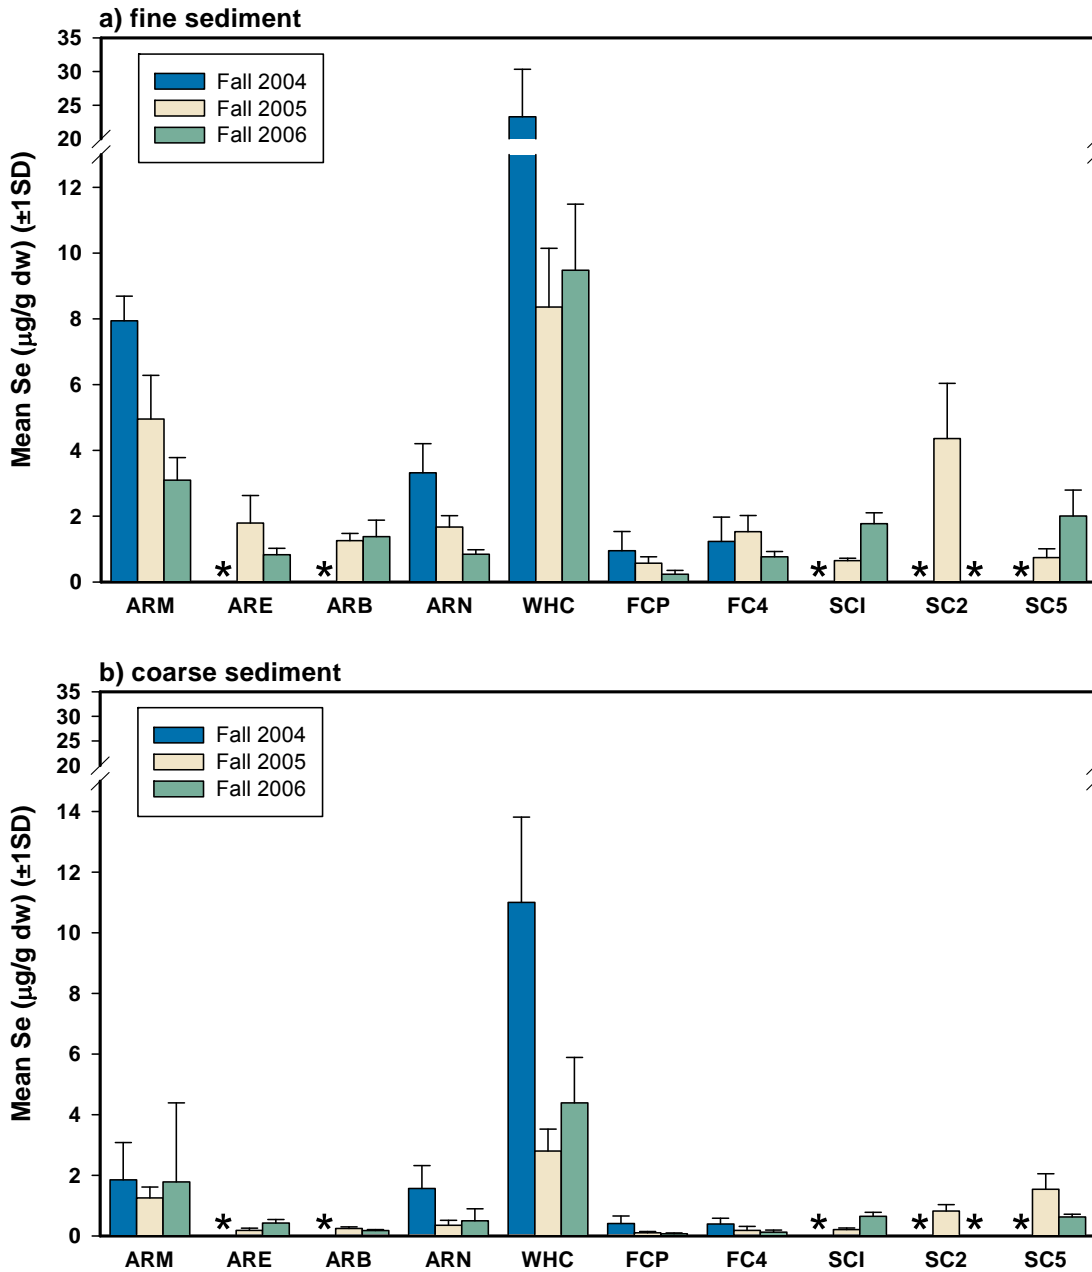 a) fine sediment
35
30
25
20
12
10
8
6
4
2
0
Mean Se (µg/g dw) (±1SD)
Fall 2004
Fall 2005
Fall 2006
* * * * * *
ARM ARE ARB ARN WHC FCP FC4 SCI SC2 SC5
b) coarse sediment
35
30
25
20
14
12
10
8
6
4
2
0
Mean Se (µg/g dw) (±1SD)
Fall 2004
Fall 2005
Fall 2006
* * * * * *
ARM ARE ARB ARN WHC FCP FC4 SCI SC2 SC5